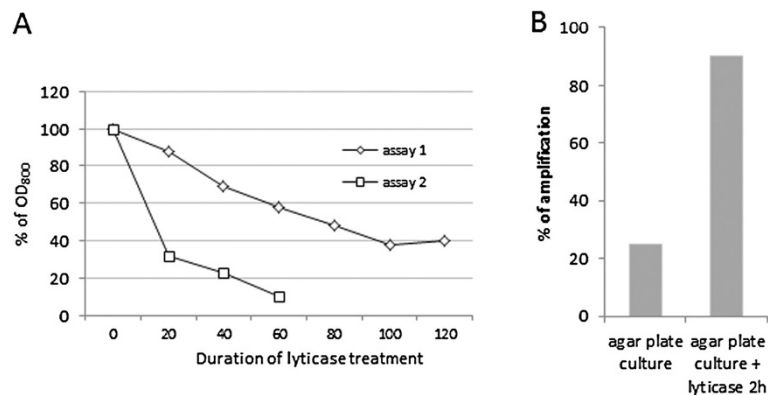 A
% of OD800
120
100
80
60
40
20
0
assay 1
assay 2
0 20 40 60 80 100 120
Duration of lyticase treatment
B
% of amplification
100
80
60
40
20
0
agar plate
culture
agar plate
culture +
lyticase 2h